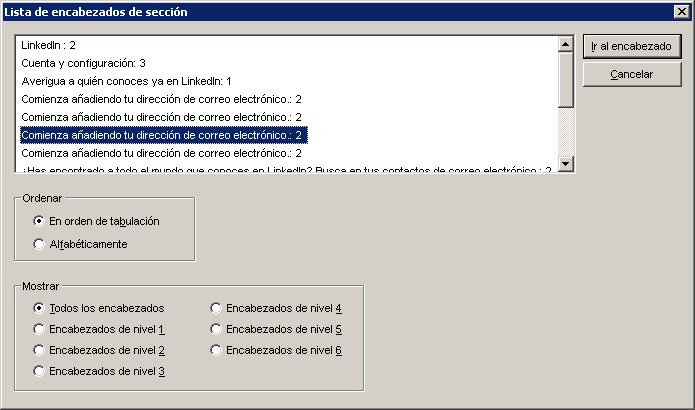 Lista de encabezados de sección
LinkedIn : 2
Cuenta y configuración: 3
Averigua a quién conoces ya en LinkedIn: 1
Comienza añadiendo tu dirección de correo electrónico.: 2
Comienza añadiendo tu dirección de correo electrónico.: 2
Comienza añadiendo tu dirección de correo electrónico.: 2
Comienza añadiendo tu dirección de correo electrónico.: 2
¿Has encontrado a todo el mundo que conoces en LinkedIn? Busca en tus contactos de correo electrónico.: 2
Ir al encabezado
Cancelar
Ordenar
En orden de tabulación
Alfabéticamente
Mostrar
Todos los encabezados
Encabezados de nivel 1
Encabezados de nivel 2
Encabezados de nivel 3
Encabezados de nivel 4
Encabezados de nivel 5
Encabezados de nivel 6